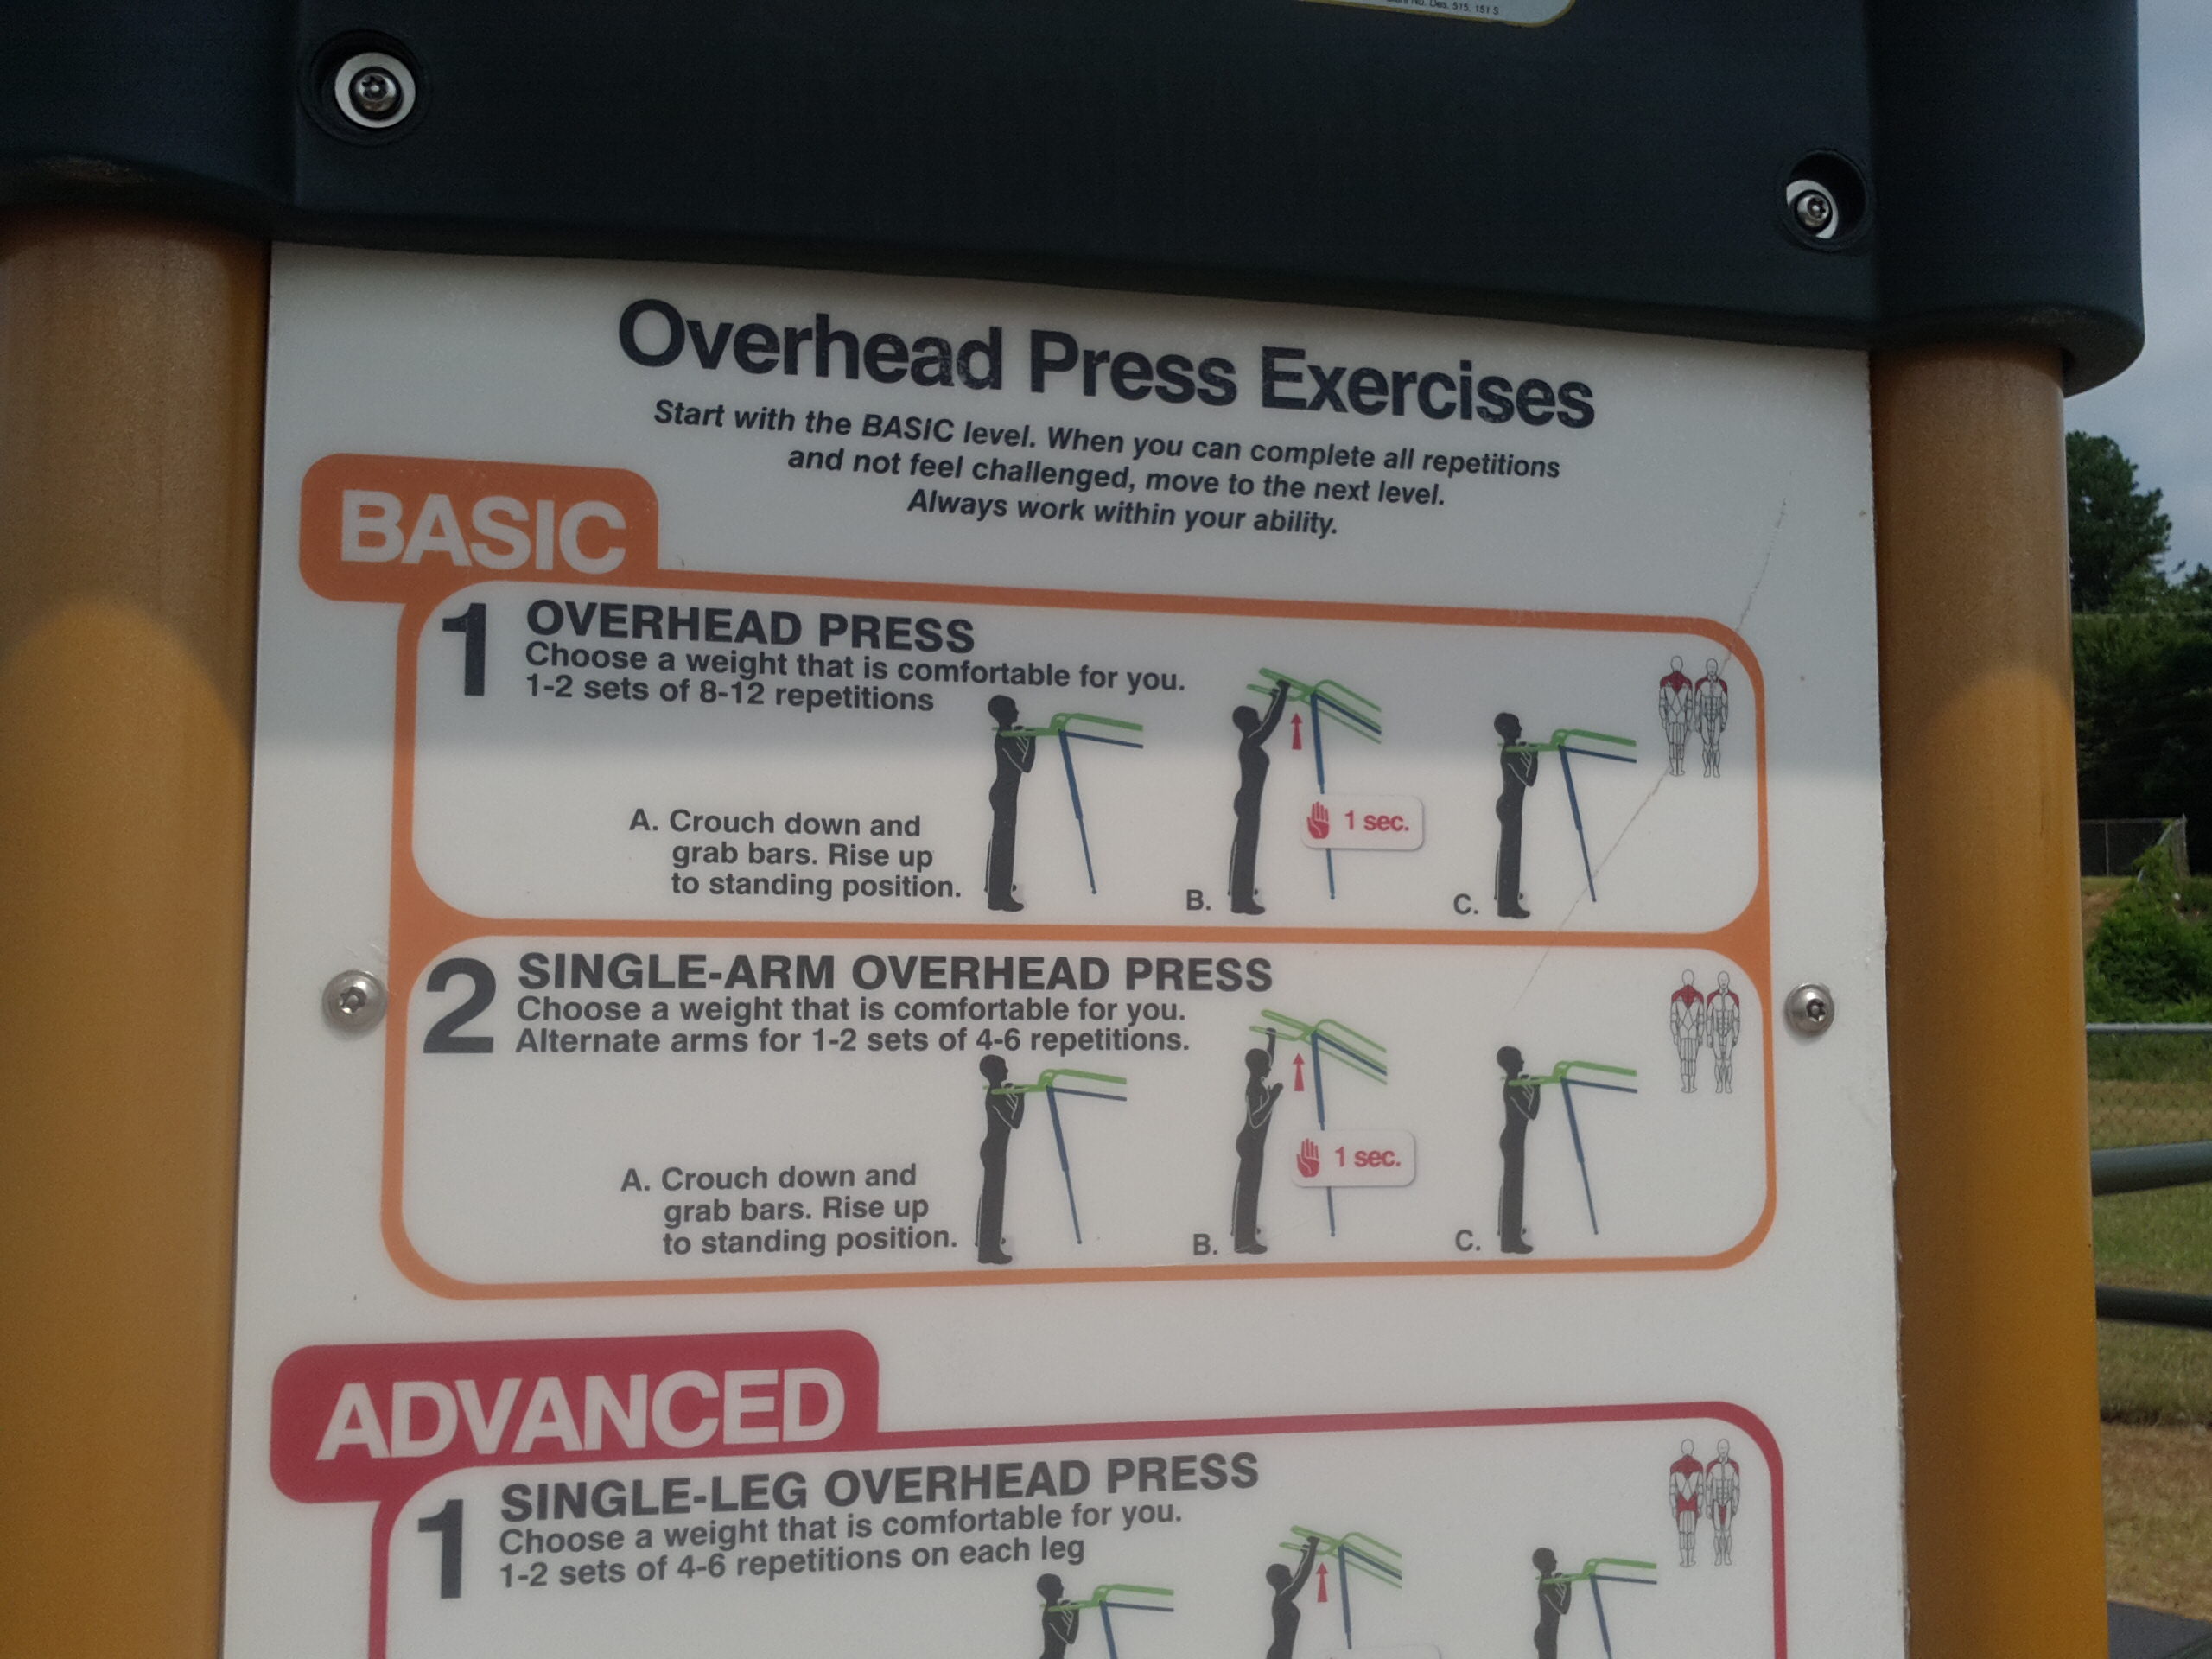 No. Des. 515, 151 S
Overhead Press Exercises
Start with the BASIC level. When you can complete all repetitions
and not feel challenged, move to the next level.
Always work within your ability.
BASIC
1 OVERHEAD PRESS
Choose a weight that is comfortable for you.
1-2 sets of 8-12 repetitions
A. Crouch down and
grab bars. Rise up
to standing position.
B.
1 sec.
C.
2 SINGLE-ARM OVERHEAD PRESS
Choose a weight that is comfortable for you.
Alternate arms for 1-2 sets of 4-6 repetitions.
A. Crouch down and
grab bars. Rise up
to standing position.
B.
1 sec.
C.
ADVANCED
1 SINGLE-LEG OVERHEAD PRESS
Choose a weight that is comfortable for you.
1-2 sets of 4-6 repetitions on each leg